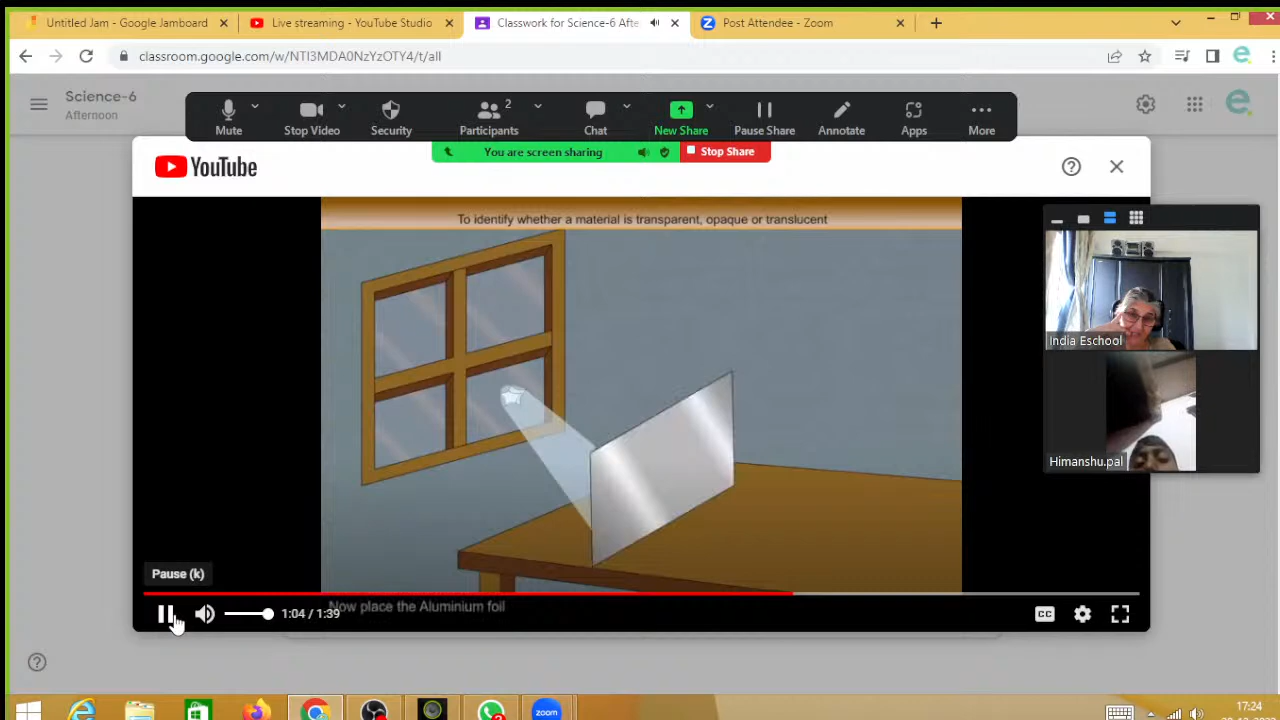 Untitled Jam - Google Jamboard
Live streaming - YouTube Studio
Classwork for Science-6 Afte
Post Attendee - Zoom
classroom.google.com/w/NTI3MDA0NzYzOTY4/t/all
Science-6
Afternoon
Mute
Stop Video
Security
2
Participants
Chat
New Share
Pause Share
Annotate
Apps
More
You are screen sharing
Stop Share
YouTube
To identify whether a material is transparent, opaque or translucent
India Eschool
Himanshu.pal
Pause (k)
Now place the Aluminium foil
1:04 / 1:39
CC
zoom
17:24